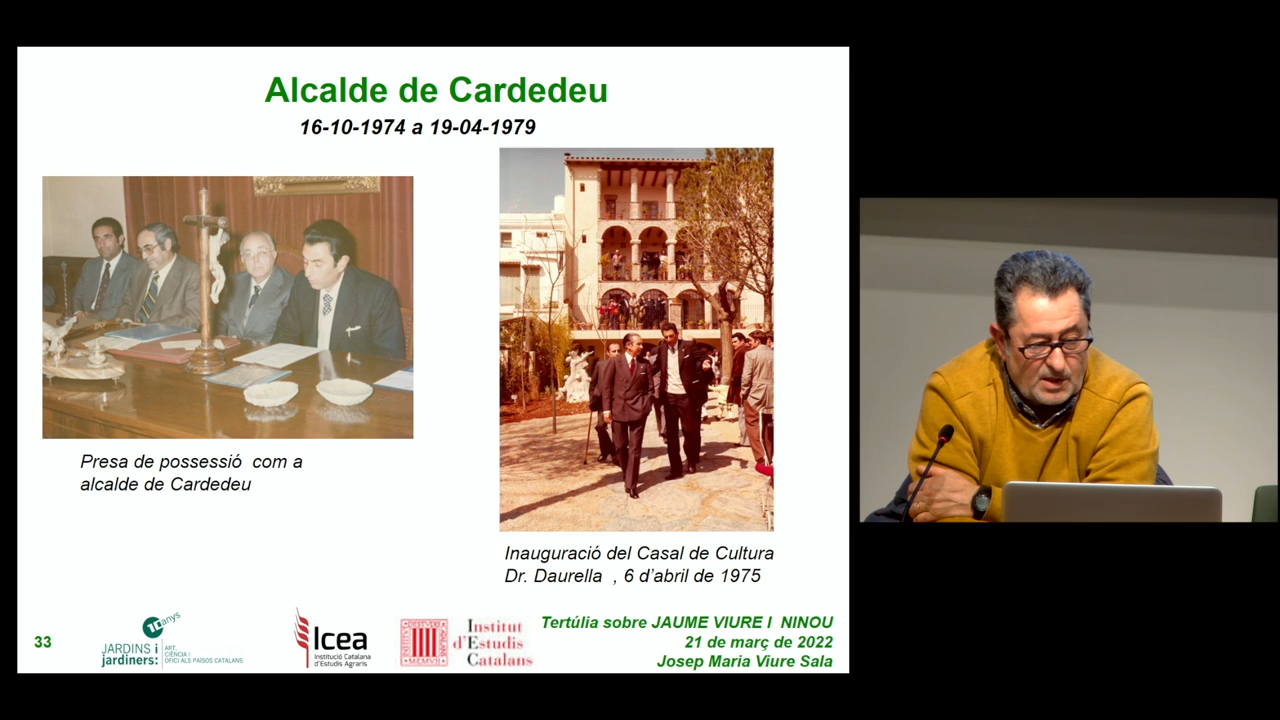 Alcalde de Cardedeu
16-10-1974 a 19-04-1979
Presa de possessió com a
alcalde de Cardedeu
Inauguració del Casal de Cultura
Dr. Daurella , 6 d'abril de 1975
33
10 anys
JARDINS i
jardiners:
ART,
CIÈNCIA i
OFICI ALS PAÏSOS CATALANS
Icea
Institució Catalana
d'Estudis Agraris
Institut
d'Estudis
Catalans
Tertúlia sobre JAUME VIURE I NINOU
21 de març de 2022
Josep Maria Viure Sala